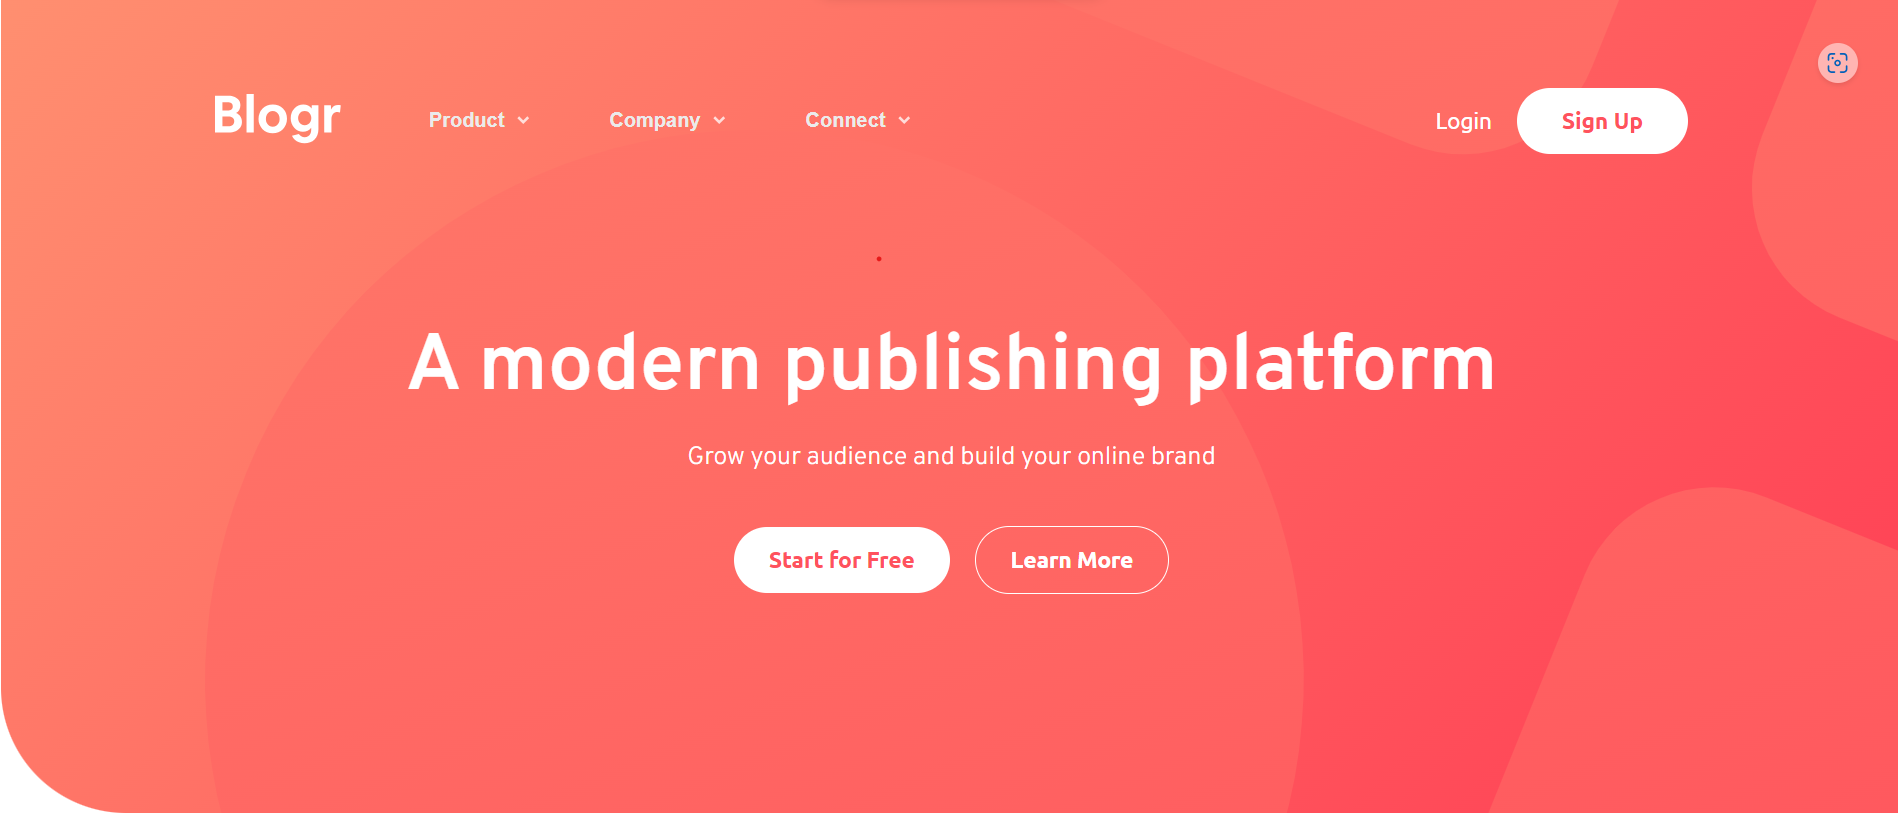 Blogr Product Company Connect Login Sign Up
A modern publishing platform
Grow your audience and build your online brand
Start for Free Learn More